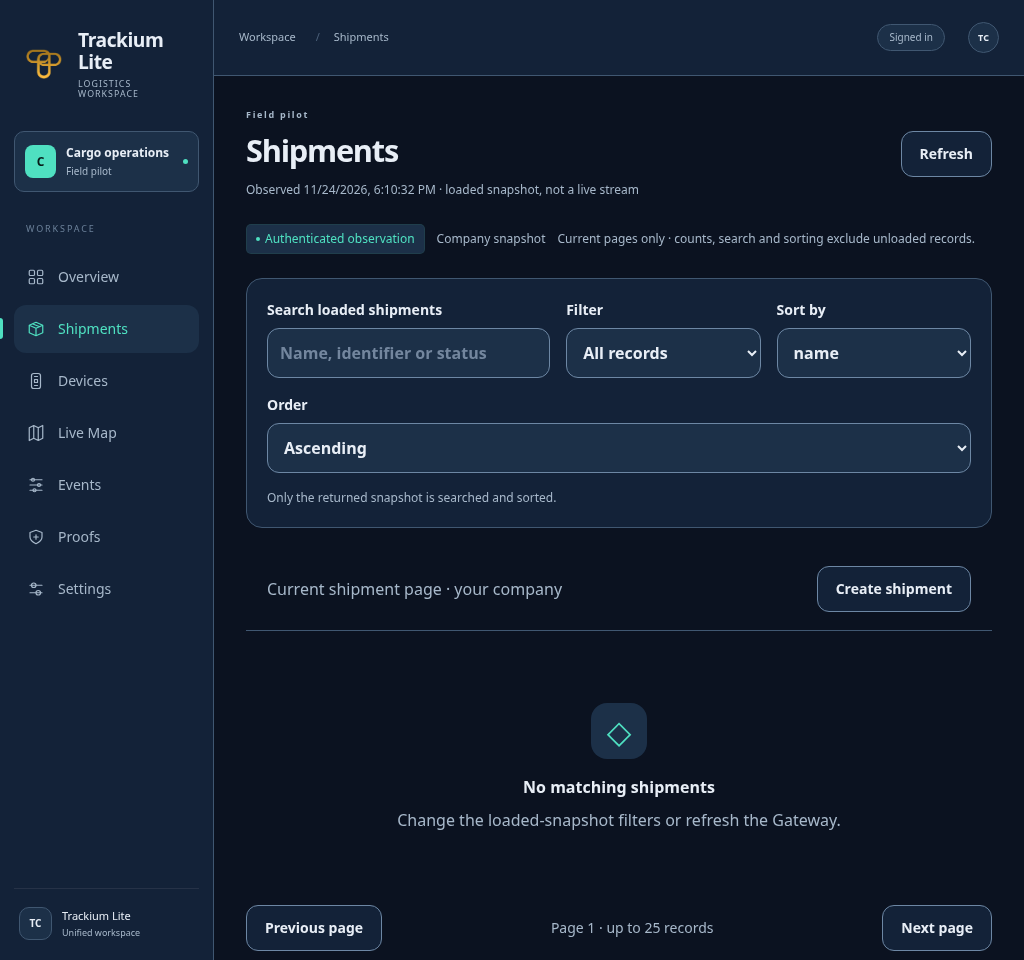 Trackium
Lite
LOGISTICS
WORKSPACE
C
Cargo operations
Field pilot
WORKSPACE
Overview
Shipments
Devices
Live Map
Events
Proofs
Settings
TC
Trackium Lite
Unified workspace
Workspace / Shipments
Signed in
TC
Field pilot
Shipments
Refresh
Observed 11/24/2026, 6:10:32 PM · loaded snapshot, not a live stream
Authenticated observation
Company snapshot
Current pages only · counts, search and sorting exclude unloaded records.
Search loaded shipments
Name, identifier or status
Filter
All records
Sort by
name
Order
Ascending
Only the returned snapshot is searched and sorted.
Current shipment page · your company
Create shipment
No matching shipments
Change the loaded-snapshot filters or refresh the Gateway.
Previous page
Page 1 · up to 25 records
Next page